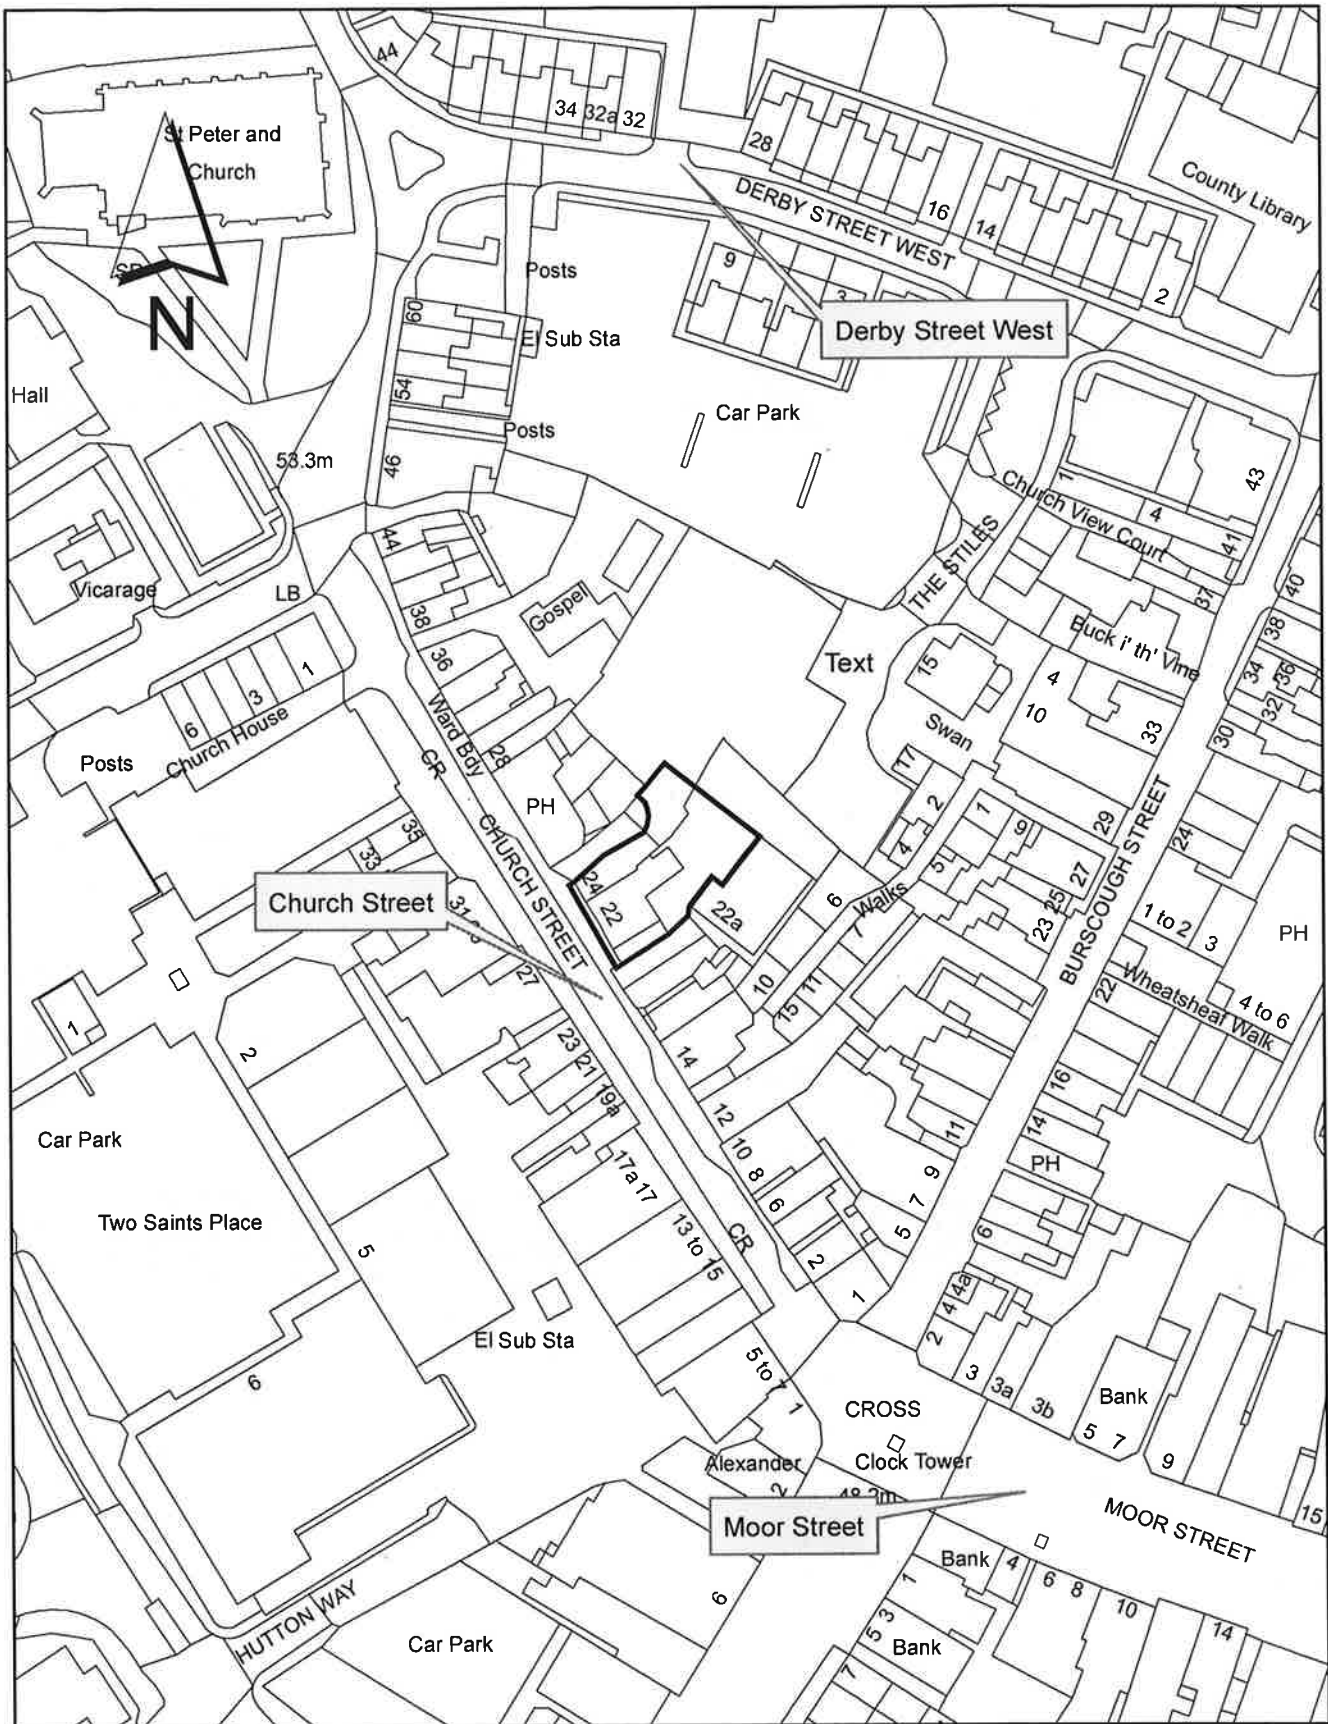 44
34 32a 32
28
St Peter and
Church
DERBY STREET WEST
16
14
2
County Library
N
Posts
9
3
Derby Street West
60
El Sub Sta
54
Hall
Car Park
Posts
46
53.3m
1
Church View Court
4
43
41
44
38
Vicarage
LB
Gospel
THE STILES
37
40
38
34 36
32
30
Buck i' th' Vine
36
Text
15
4
10
33
Swan
1
3
6
Church House
Posts
CR
Ward Bdy
28
PH
CHURCH STREET
17
2
4
1
9
5
29
27
25
23
BURSCOUGH STREET
24
35
33
Church Street
24
22
22a
6
Walks
7
1 to 2
3
PH
27
10
11
15
22
Wheatsheaf Walk
4 to 6
1
2
23
21
19a
14
16
14
PH
Car Park
12
10
8
6
11
9
7
5
17a 17
13 to 15
CR
Two Saints Place
5
2
1
6
4a
4
2
El Sub Sta
6
5 to 7
1
3
3a
3b
Bank
5 7
9
CROSS
Clock Tower
Alexander
2
48.2m
Moor Street
MOOR STREET
15
Bank
4
6
8
10
14
1
3
5
Bank
7
HUTTON WAY
Car Park
6